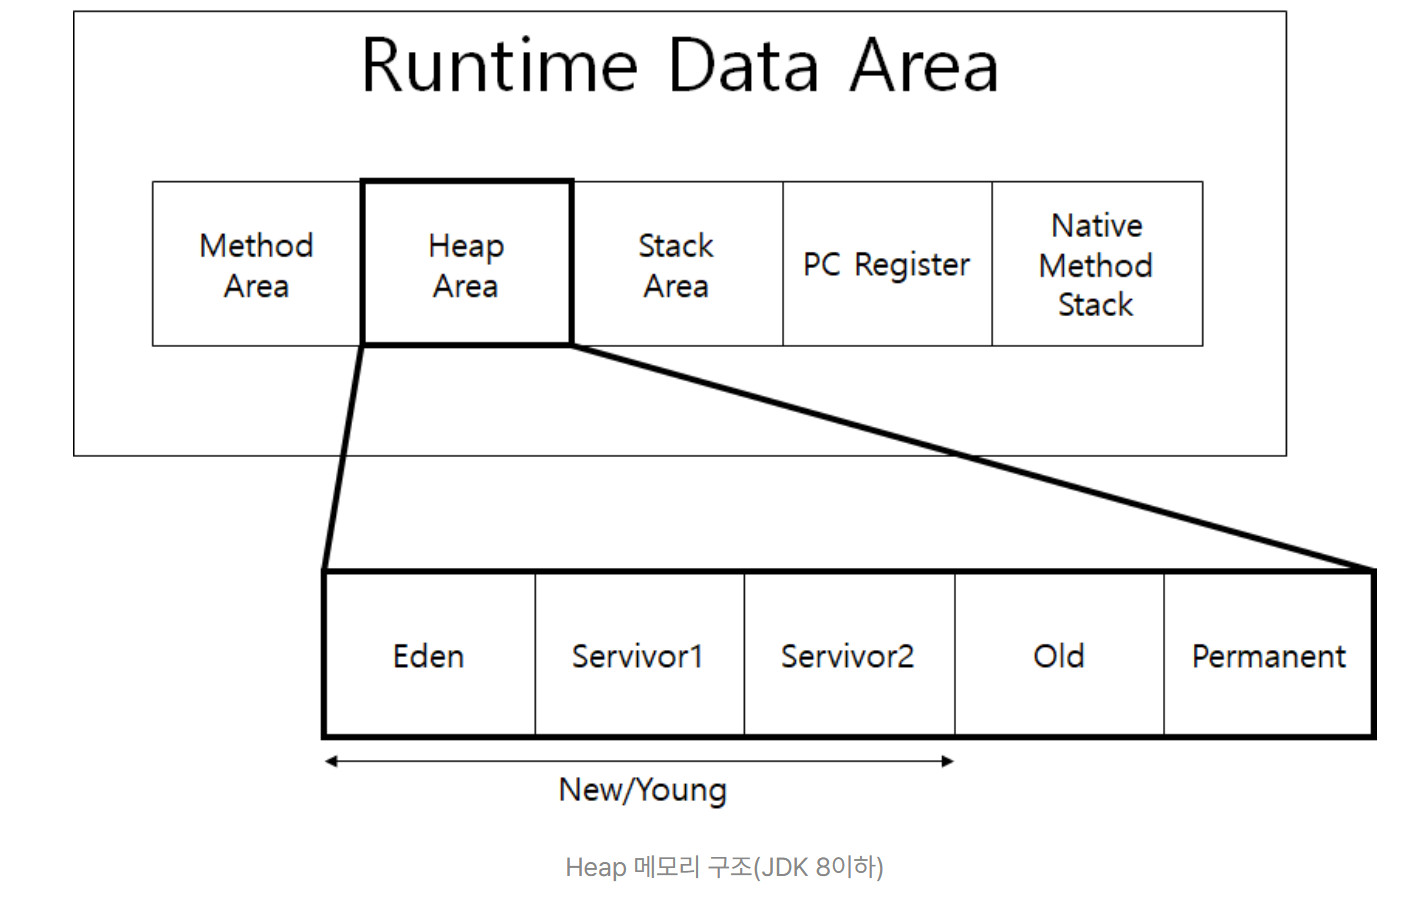 Runtime Data Area
Method
Area
Heap
Area
Stack
Area
PC Register
Native
Method
Stack
Eden
Servivor1
Servivor2
Old
Permanent
New/Young
Heap 메모리 구조(JDK 8이하)